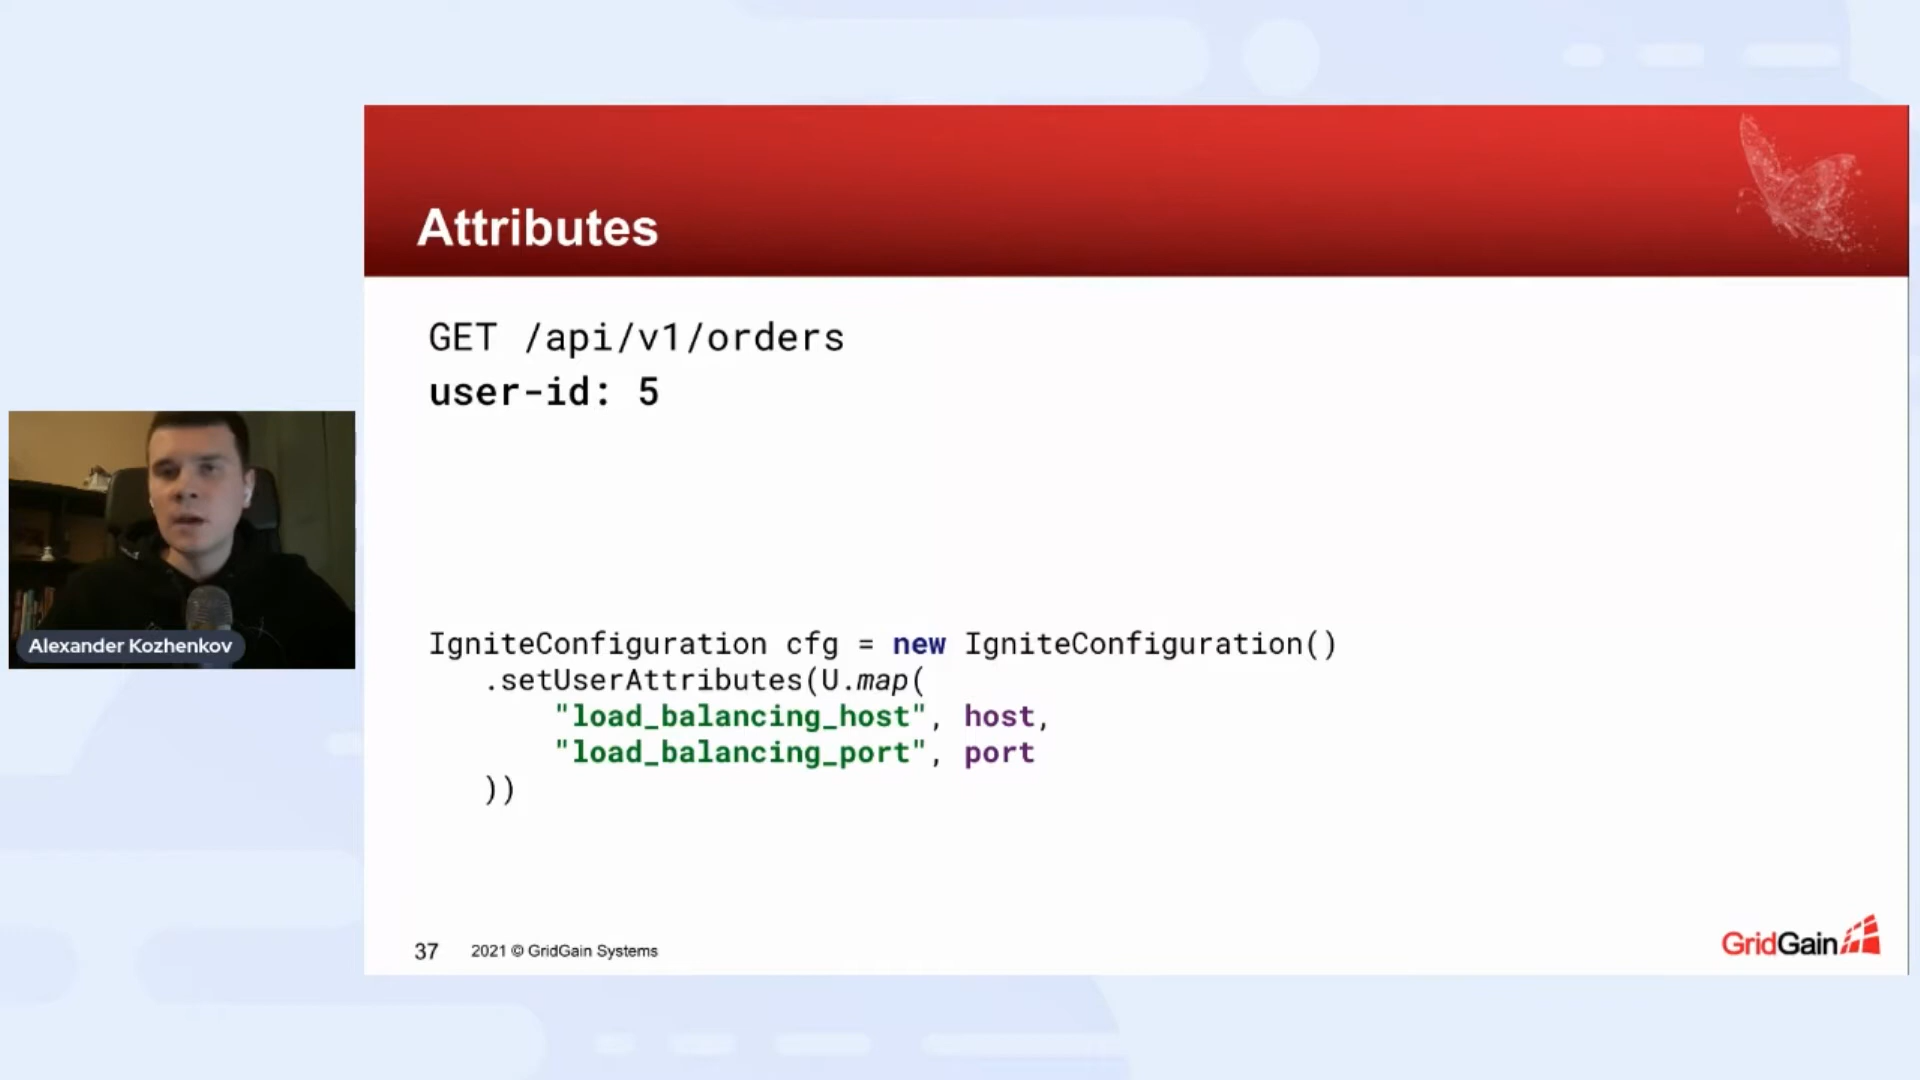 Attributes
GET /api/v1/orders
user-id: 5
Alexander Kozhenkov
IgniteConfiguration cfg = new IgniteConfiguration()
.setUserAttributes(U.map(
"load_balancing_host", host,
"load_balancing_port", port
))
37 2021 © GridGain Systems
GridGain